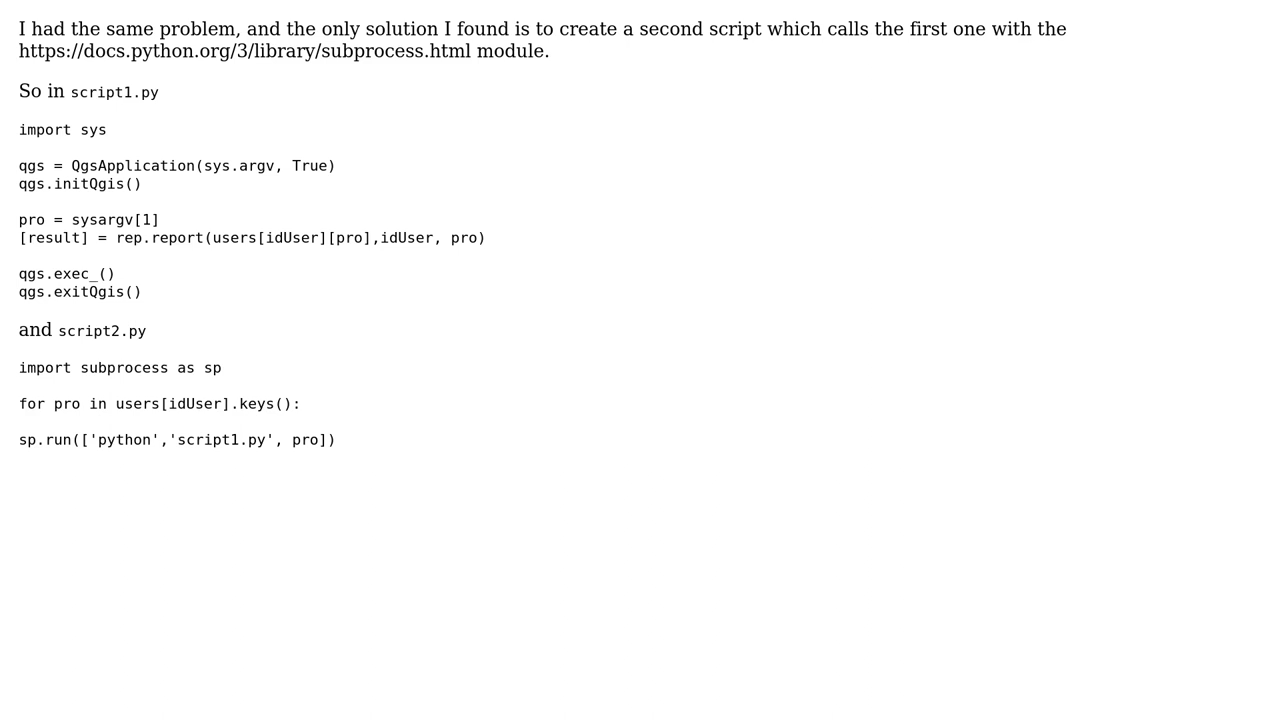 I had the same problem, and the only solution I found is to create a second script which calls the first one with the
https://docs.python.org/3/library/subprocess.html module.
So in script1.py
import sys
qgs = QgsApplication(sys.argv, True)
qgs.initQgis()
pro = sysargv[1]
[result] = rep.report(users[idUser][pro],idUser, pro)
qgs.exec_()
qgs.exitQgis()
and script2.py
import subprocess as sp
for pro in users[idUser].keys():
sp.run(['python','script1.py', pro])